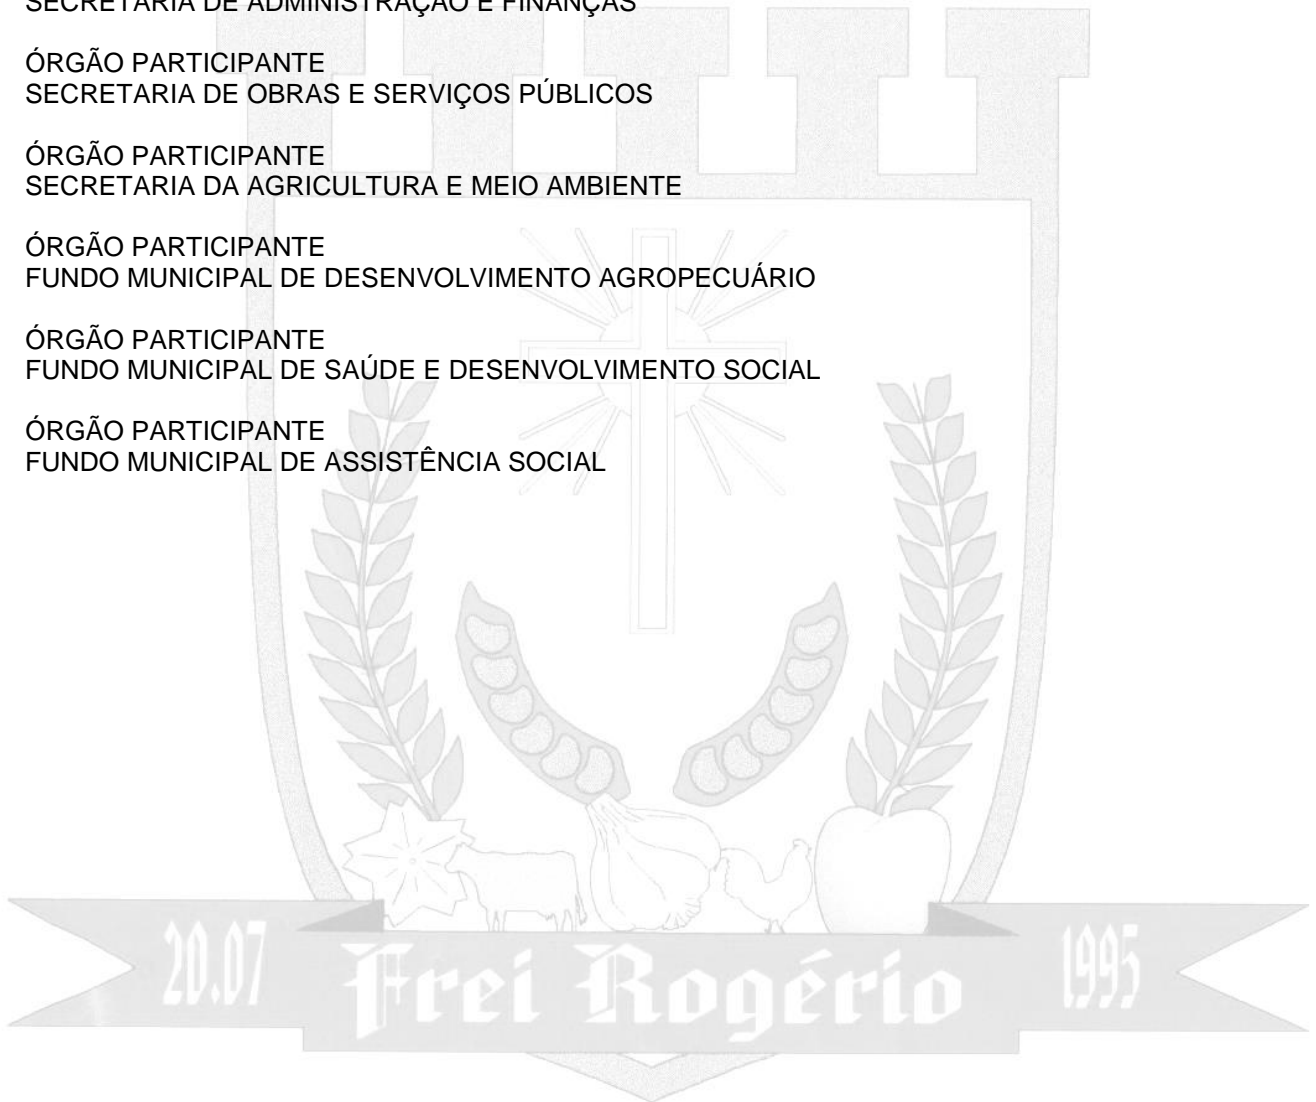 SECRETARIA DE ADMINISTRAÇÃO E FINANÇAS
ÓRGÃO PARTICIPANTE
SECRETARIA DE OBRAS E SERVIÇOS PÚBLICOS
ÓRGÃO PARTICIPANTE
SECRETARIA DA AGRICULTURA E MEIO AMBIENTE
ÓRGÃO PARTICIPANTE
FUNDO MUNICIPAL DE DESENVOLVIMENTO AGROPECUÁRIO
ÓRGÃO PARTICIPANTE
FUNDO MUNICIPAL DE SAÚDE E DESENVOLVIMENTO SOCIAL
ÓRGÃO PARTICIPANTE
FUNDO MUNICIPAL DE ASSISTÊNCIA SOCIAL
20.07 Frei Rogério 1995